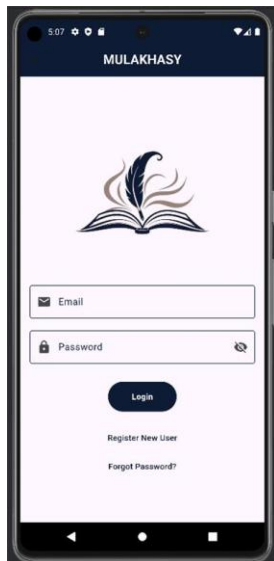 5:07
MULAKHASY
Email
Password
Login
Register New User
Forgot Password?